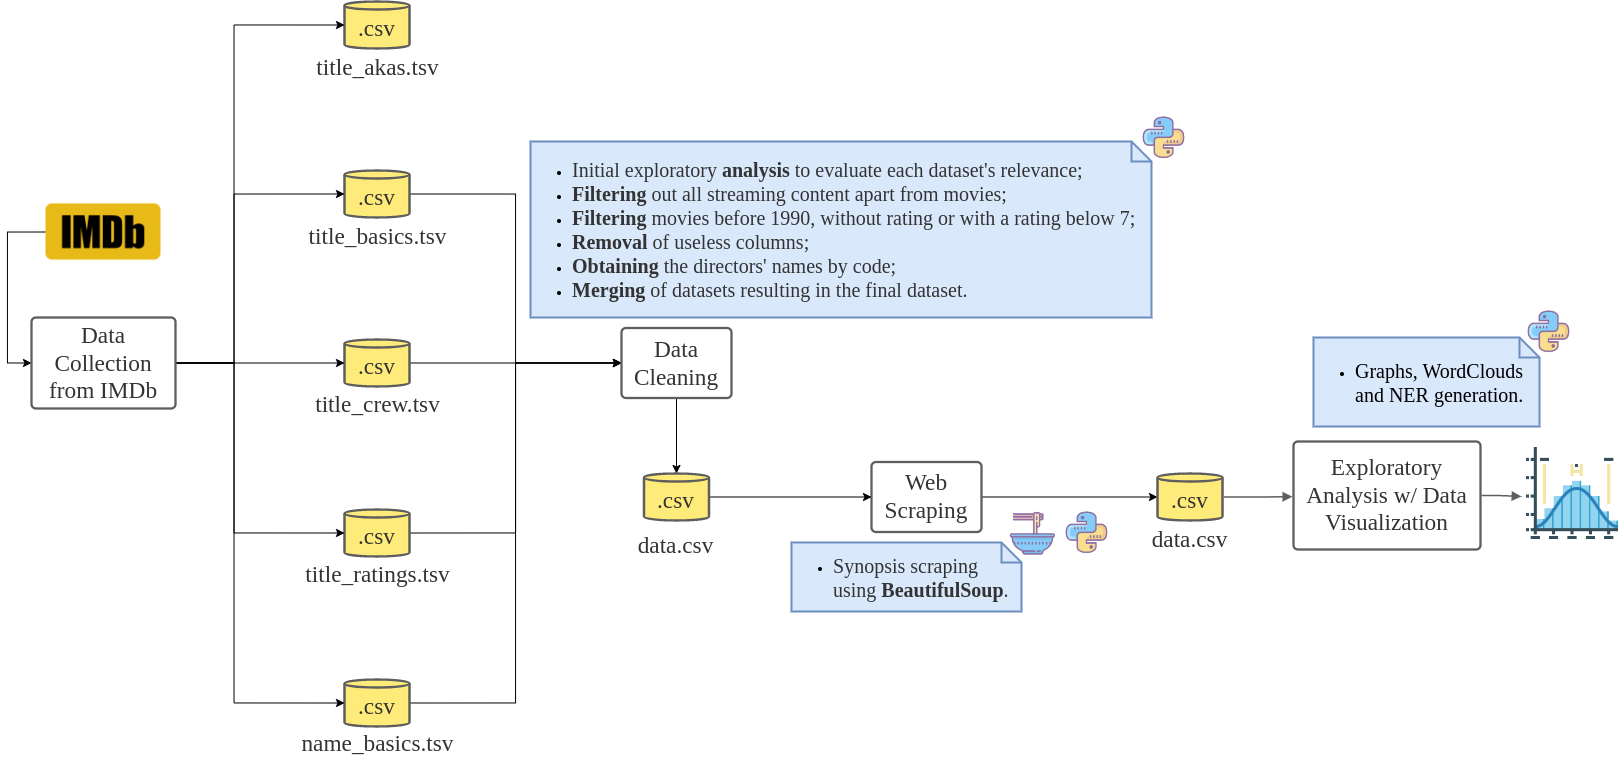 .csv
title_akas.tsv
.csv
title_basics.tsv
IMDb
Data
Collection
from IMDb
.csv
title_crew.tsv
.csv
title_ratings.tsv
.csv
name_basics.tsv
Initial exploratory analysis to evaluate each dataset's relevance;
Filtering out all streaming content apart from movies;
Filtering movies before 1990, without rating or with a rating below 7;
Removal of useless columns;
Obtaining the directors' names by code;
Merging of datasets resulting in the final dataset.
Data
Cleaning
.csv
data.csv
Web
Scraping
Synopsis scraping
using BeautifulSoup.
.csv
data.csv
Graphs, WordClouds
and NER generation.
Exploratory
Analysis w/ Data
Visualization